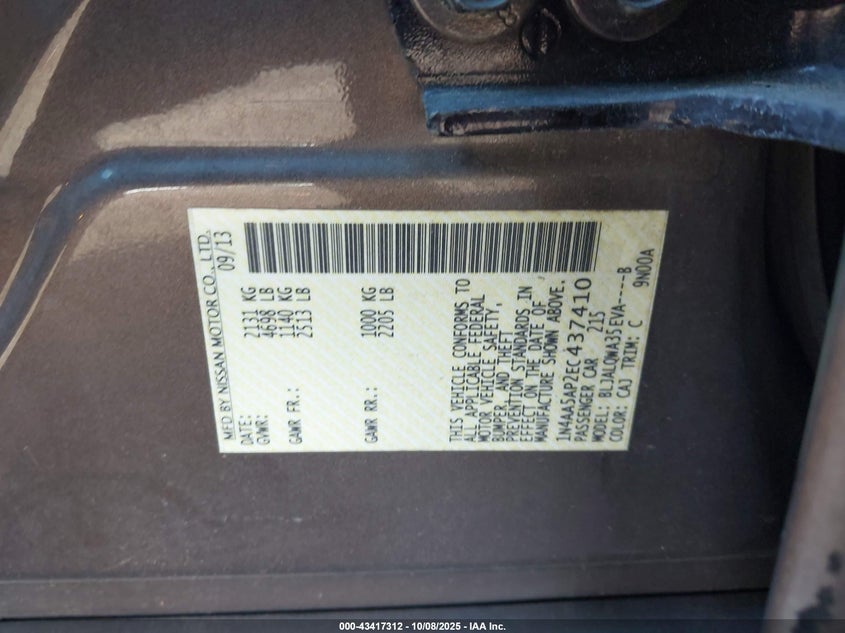 MFD BY NISSAN MOTOR CO., LTD.
DATE: 09/13
GVWR: 2131 KG
4698 LB
GAWR FR.: 1140 KG
2513 LB
GAWR RR.: 1000 KG
2205 LB
THIS VEHICLE CONFORMS TO
ALL APPLICABLE FEDERAL
MOTOR VEHICLE SAFETY,
BUMPER, AND THEFT
PREVENTION STANDARDS IN
EFFECT ON THE DATE OF
MANUFACTURE SHOWN ABOVE.
1N4AA5AP2EC437410
PASSENGER CAR 215
MODEL: BLJALQWA35EVA----B
COLOR: CAJ TRIM: C 9N00A
000-43417312 - 10/08/2025 - IAA Inc.